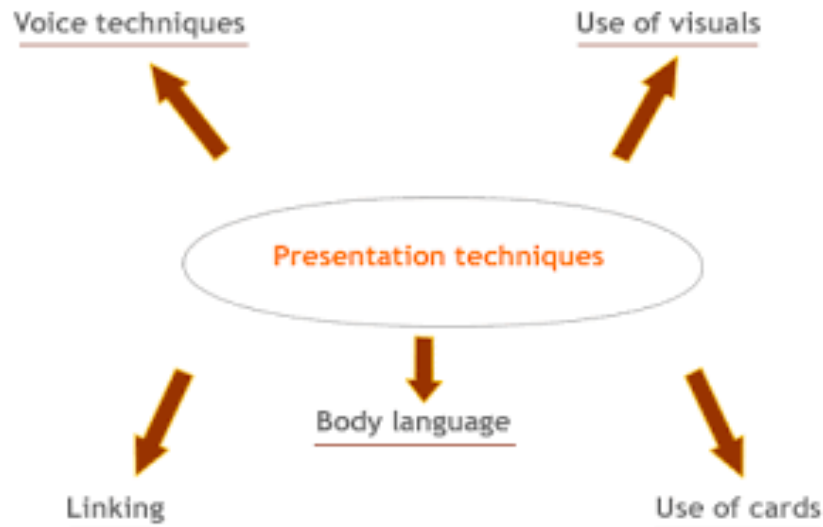 Voice techniques
Use of visuals
Presentation techniques
Body language
Linking
Use of cards